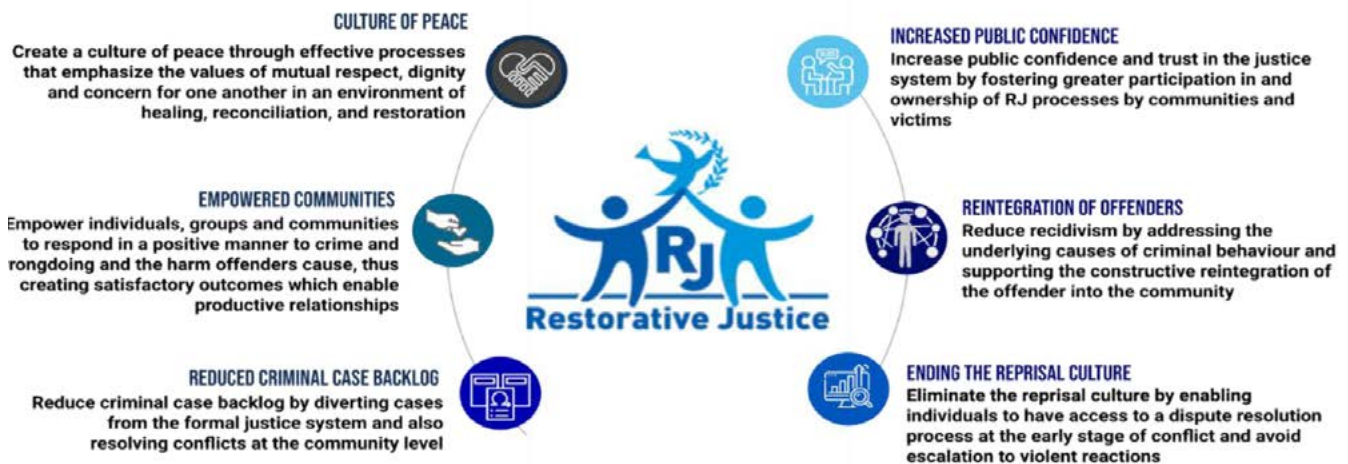 CULTURE OF PEACE
Create a culture of peace through effective processes
that emphasize the values of mutual respect, dignity
and concern for one another in an environment of
healing, reconciliation, and restoration
EMPOWERED COMMUNITIES
Empower individuals, groups and communities
to respond in a positive manner to crime and
rongdoing and the harm offenders cause, thus
creating satisfactory outcomes which enable
productive relationships
REDUCED CRIMINAL CASE BACKLOG
Reduce criminal case backlog by diverting cases
from the formal justice system and also
resolving conflicts at the community level
RJ
Restorative Justice
INCREASED PUBLIC CONFIDENCE
Increase public confidence and trust in the justice
system by fostering greater participation in and
ownership of RJ processes by communities and
victims
REINTEGRATION OF OFFENDERS
Reduce recidivism by addressing the
underlying causes of criminal behaviour and
supporting the constructive reintegration of
the offender into the community
ENDING THE REPRISAL CULTURE
Eliminate the reprisal culture by enabling
individuals to have access to a dispute resolution
process at the early stage of conflict and avoid
escalation to violent reactions